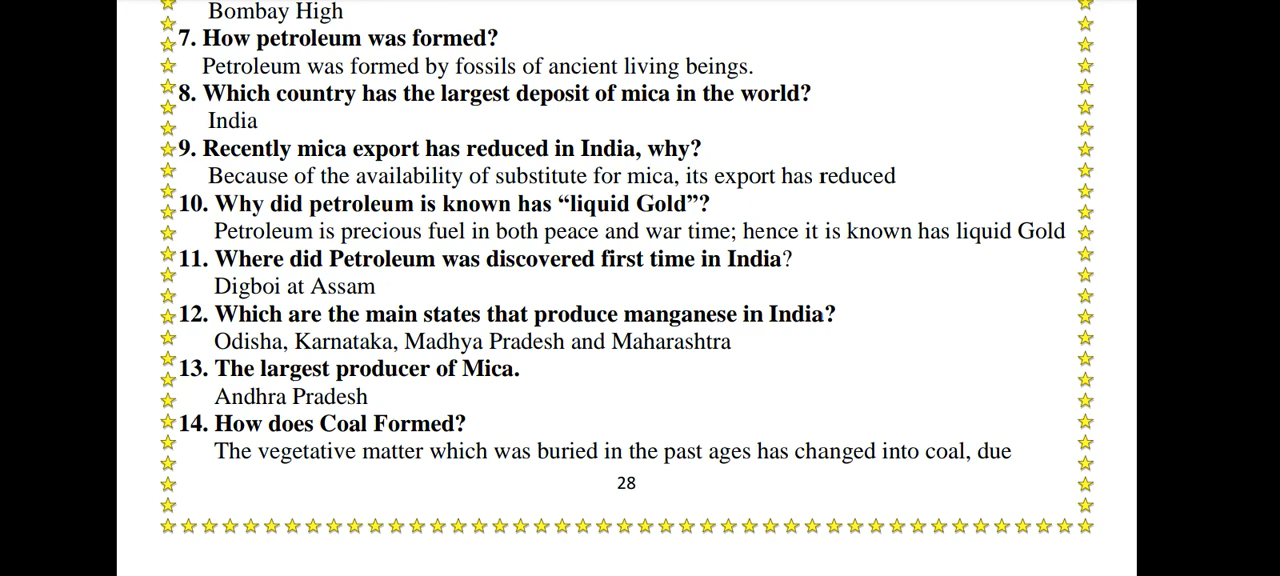 Bombay High
7. How petroleum was formed?
Petroleum was formed by fossils of ancient living beings.
8. Which country has the largest deposit of mica in the world?
India
9. Recently mica export has reduced in India, why?
Because of the availability of substitute for mica, its export has reduced
10. Why did petroleum is known has “liquid Gold”?
Petroleum is precious fuel in both peace and war time; hence it is known has liquid Gold
11. Where did Petroleum was discovered first time in India?
Digboi at Assam
12. Which are the main states that produce manganese in India?
Odisha, Karnataka, Madhya Pradesh and Maharashtra
13. The largest producer of Mica.
Andhra Pradesh
14. How does Coal Formed?
The vegetative matter which was buried in the past ages has changed into coal, due
28